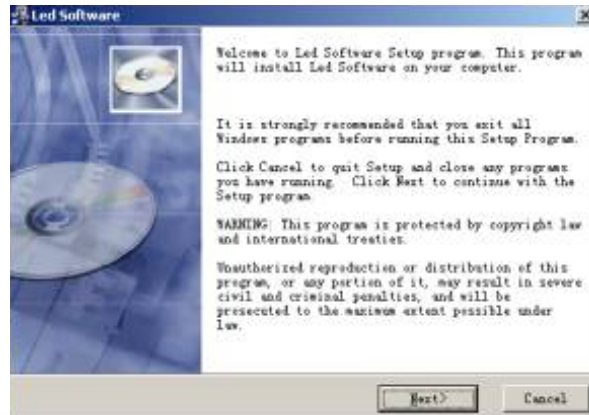 Led Software
Welcome to Led Software Setup program. This program
will install Led Software on your computer.
It is strongly recommended that you exit all
Windows programs before running this Setup Program.
Click Cancel to quit Setup and close any programs
you have running. Click Next to continue with the
Setup program.
WARNING: This program is protected by copyright law
and international treaties.
Unauthorized reproduction or distribution of this
program, or any portion of it, may result in severe
civil and criminal penalties, and will be
prosecuted to the maximum extent possible under
law.
Next>
Cancel